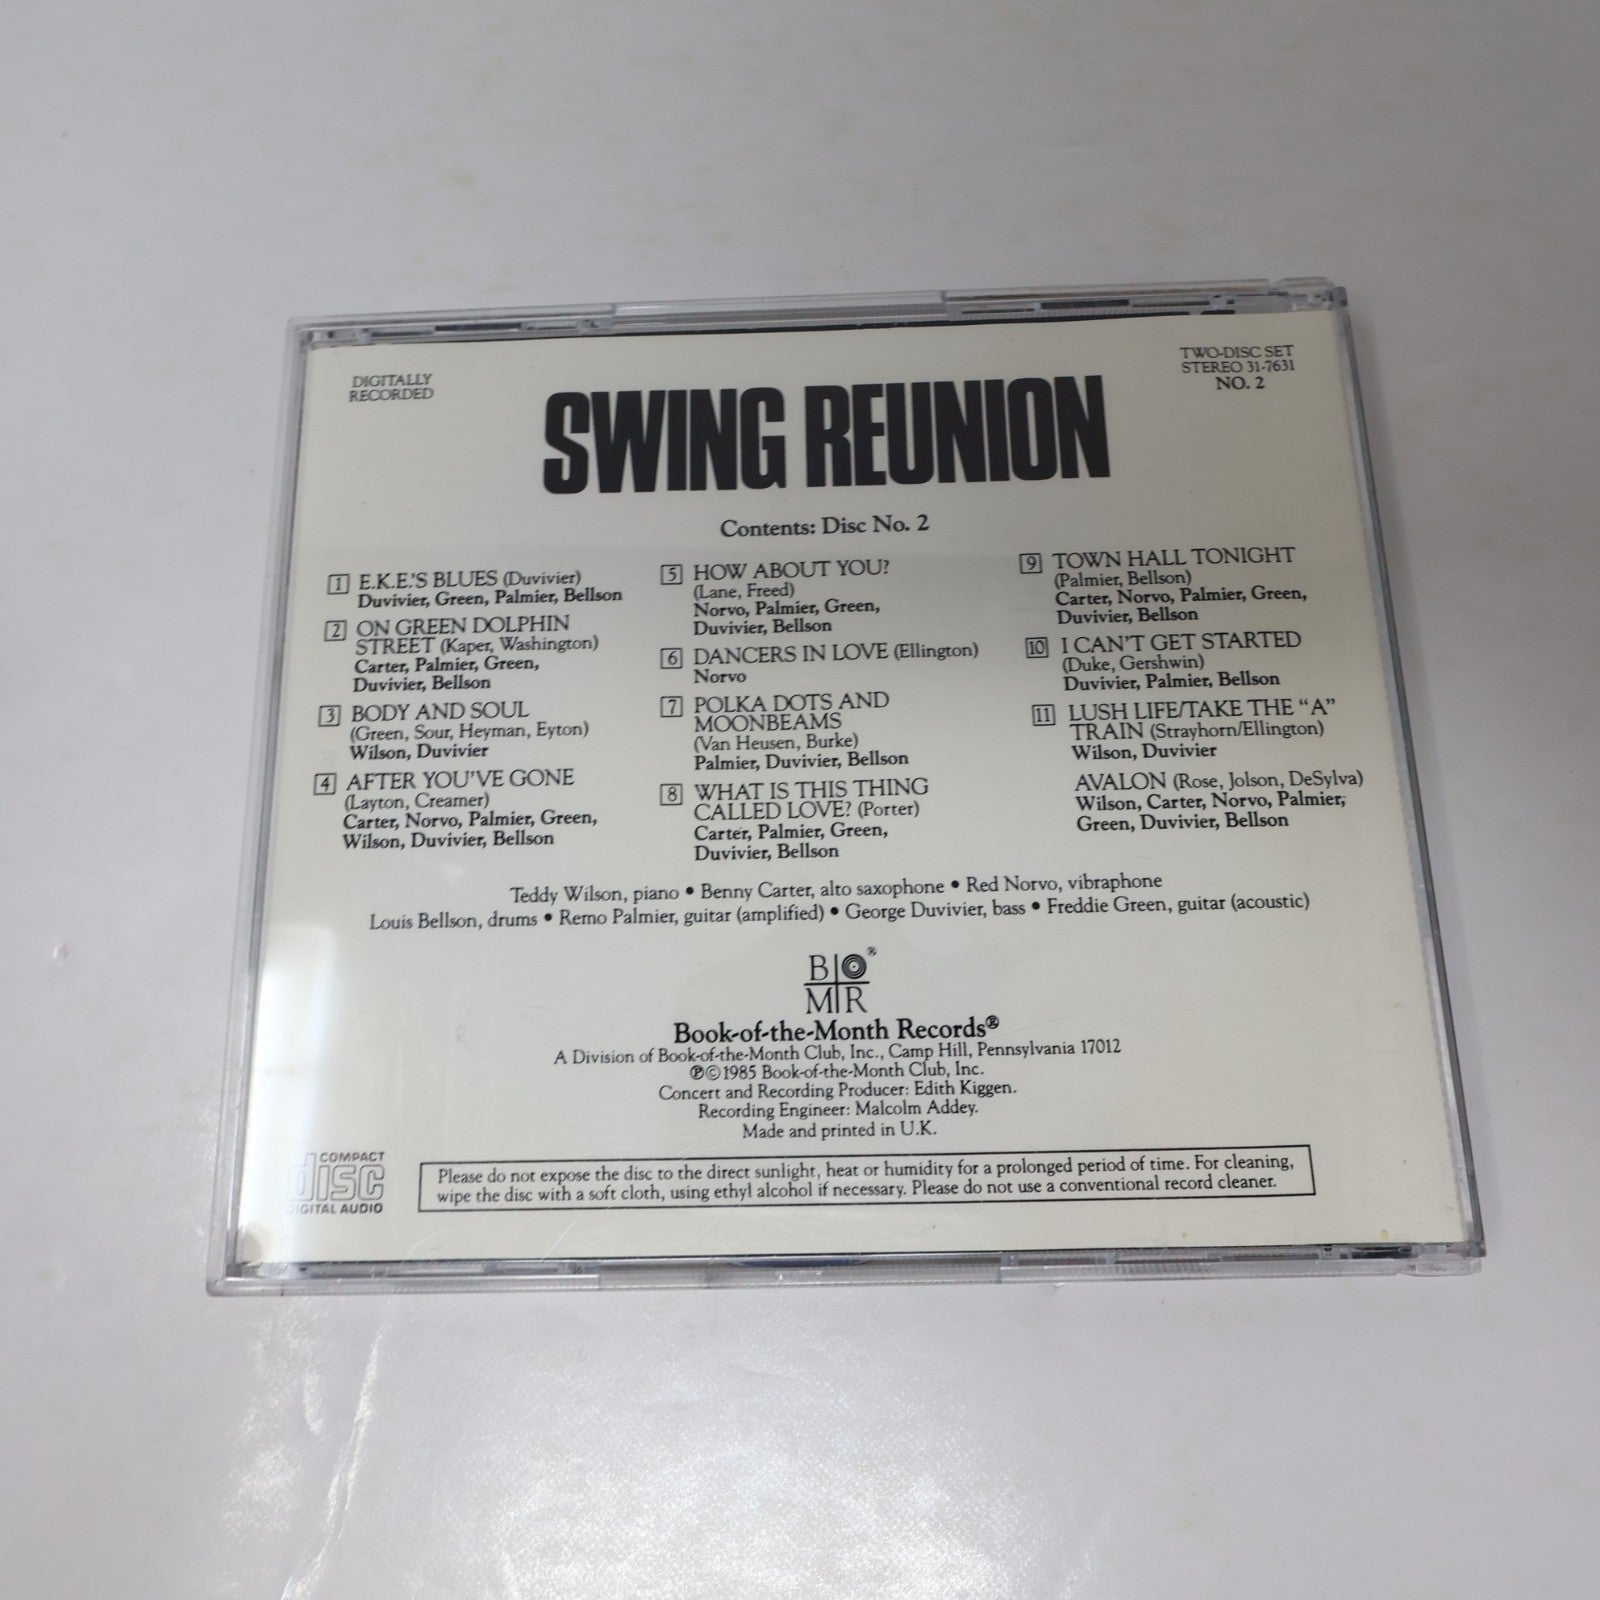 DIGITALLY
RECORDED
TWO-DISC SET
STEREO 31-7631
NO. 2
SWING REUNION
Contents: Disc No. 2
1 E.K.E.'S BLUES (Duvivier)
Duvivier, Green, Palmier, Bellson
2 ON GREEN DOLPHIN
STREET (Kaper, Washington)
Carter, Palmier, Green,
Duvivier, Bellson
3 BODY AND SOUL
(Green, Sour, Heyman, Eyton)
Wilson, Duvivier
4 AFTER YOU'VE GONE
(Layton, Creamer)
Carter, Norvo, Palmier, Green,
Wilson, Duvivier, Bellson
5 HOW ABOUT YOU?
(Lane, Freed)
Norvo, Palmier, Green,
Duvivier, Bellson
6 DANCERS IN LOVE (Ellington)
Norvo
7 POLKA DOTS AND
MOONBEAMS
(Van Heusen, Burke)
Palmier, Duvivier, Bellson
8 WHAT IS THIS THING
CALLED LOVE? (Porter)
Carter, Palmier, Green,
Duvivier, Bellson
9 TOWN HALL TONIGHT
(Palmier, Bellson)
Carter, Norvo, Palmier, Green,
Duvivier, Bellson
10 I CAN'T GET STARTED
(Duke, Gershwin)
Duvivier, Palmier, Bellson
11 LUSH LIFE/TAKE THE “A”
TRAIN (Strayhorn/Ellington)
Wilson, Duvivier
AVALON (Rose, Jolson, DeSylva)
Wilson, Carter, Norvo, Palmier,
Green, Duvivier, Bellson
Teddy Wilson, piano • Benny Carter, alto saxophone • Red Norvo, vibraphone
Louis Bellson, drums • Remo Palmier, guitar (amplified) • George Duvivier, bass • Freddie Green, guitar (acoustic)
B ®
M R
Book-of-the-Month Records®
A Division of Book-of-the-Month Club, Inc., Camp Hill, Pennsylvania 17012
℗©1985 Book-of-the-Month Club, Inc.
Concert and Recording Producer: Edith Kiggen.
Recording Engineer: Malcolm Addey.
Made and printed in U.K.
COMPACT
disc
DIGITAL AUDIO
Please do not expose the disc to the direct sunlight, heat or humidity for a prolonged period of time. For cleaning,
wipe the disc with a soft cloth, using ethyl alcohol if necessary. Please do not use a conventional record cleaner.